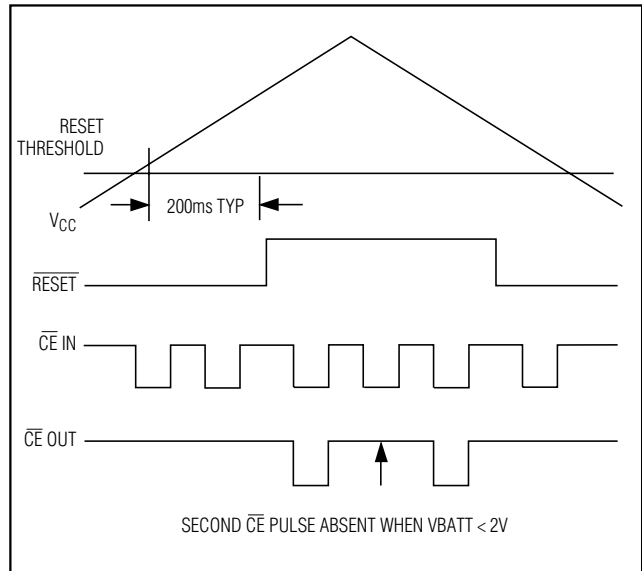 RESET
THRESHOLD
VCC
200ms TYP
RESET
CE IN
CE OUT
SECOND CE PULSE ABSENT WHEN VBATT < 2V